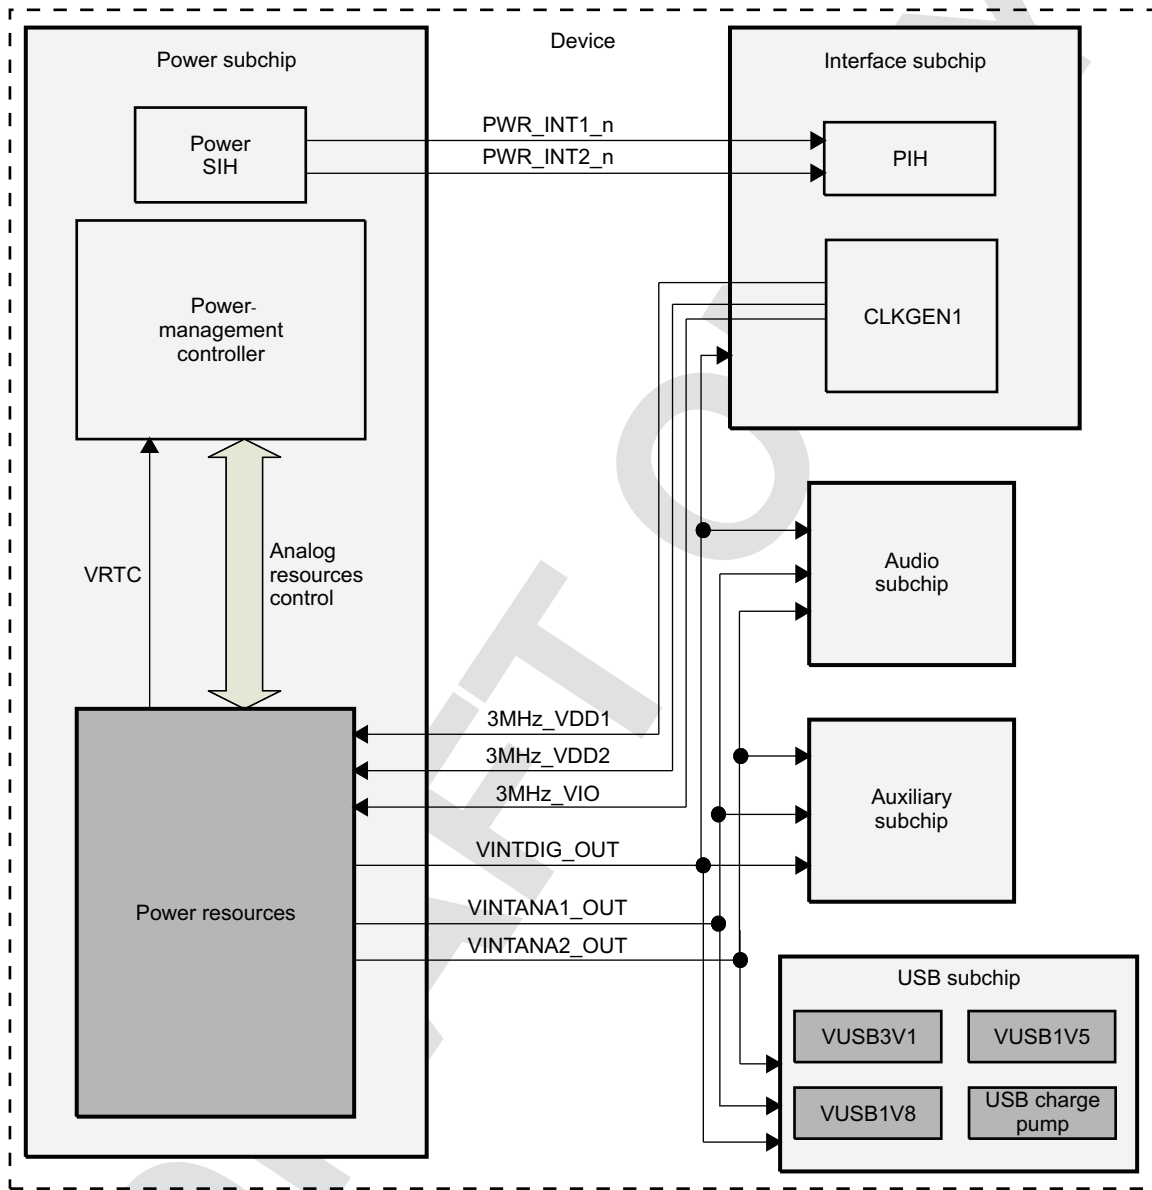 Device
Power subchip
Power
SIH
Power-
management
controller
VRTC
Analog
resources
control
Power resources
PWR_INT1_n
PWR_INT2_n
3MHz_VDD1
3MHz_VDD2
3MHz_VIO
VINTDIG_OUT
VINTANA1_OUT
VINTANA2_OUT
Interface subchip
PIH
CLKGEN1
Audio
subchip
Auxiliary
subchip
USB subchip
VUSB3V1
VUSB1V5
VUSB1V8
USB charge
pump